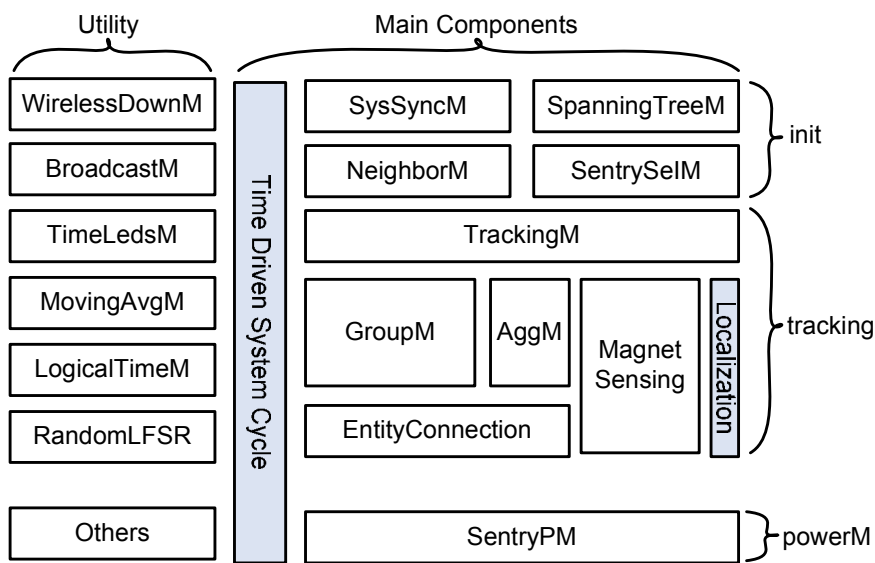 Utility
Main Components
WirelessDownM
BroadcastM
TimeLedsM
MovingAvgM
LogicalTimeM
RandomLFSR
Others
Time Driven System Cycle
SysSyncM
SpanningTreeM
NeighborM
SentrySelM
init
TrackingM
GroupM
AggM
Magnet
Sensing
Localization
EntityConnection
tracking
SentryPM
powerM